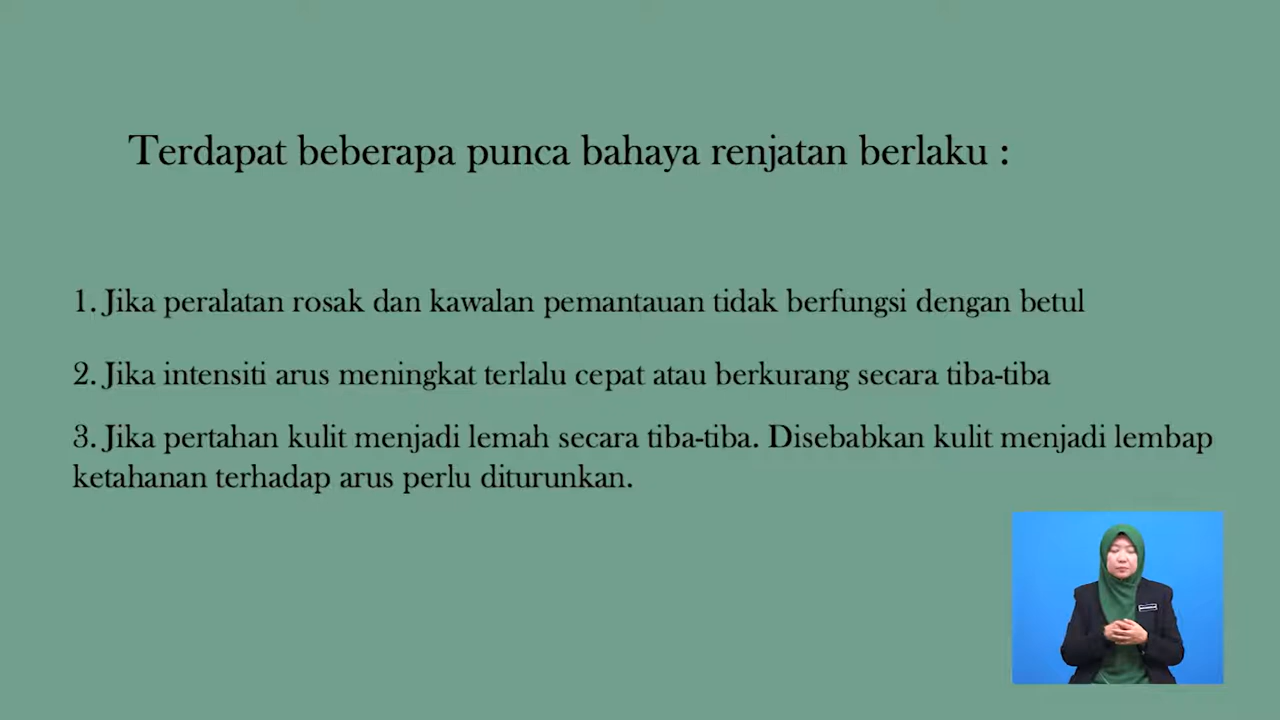 Terdapat beberapa punca bahaya renjatan berlaku :
1. Jika peralatan rosak dan kawalan pemantauan tidak berfungsi dengan betul
2. Jika intensiti arus meningkat terlalu cepat atau berkurang secara tiba-tiba
3. Jika pertahan kulit menjadi lemah secara tiba-tiba. Disebabkan kulit menjadi lembap
ketahanan terhadap arus perlu diturunkan.